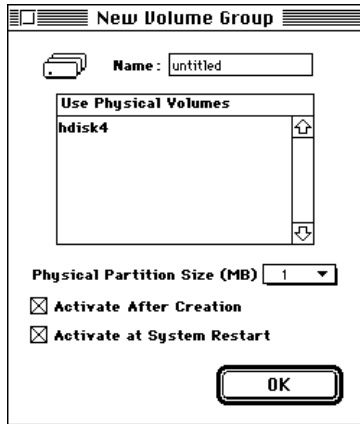 New Volume Group
Name: untitled
Use Physical Volumes
hdisk4
Physical Partition Size (MB) 1
Activate After Creation
Activate at System Restart
OK